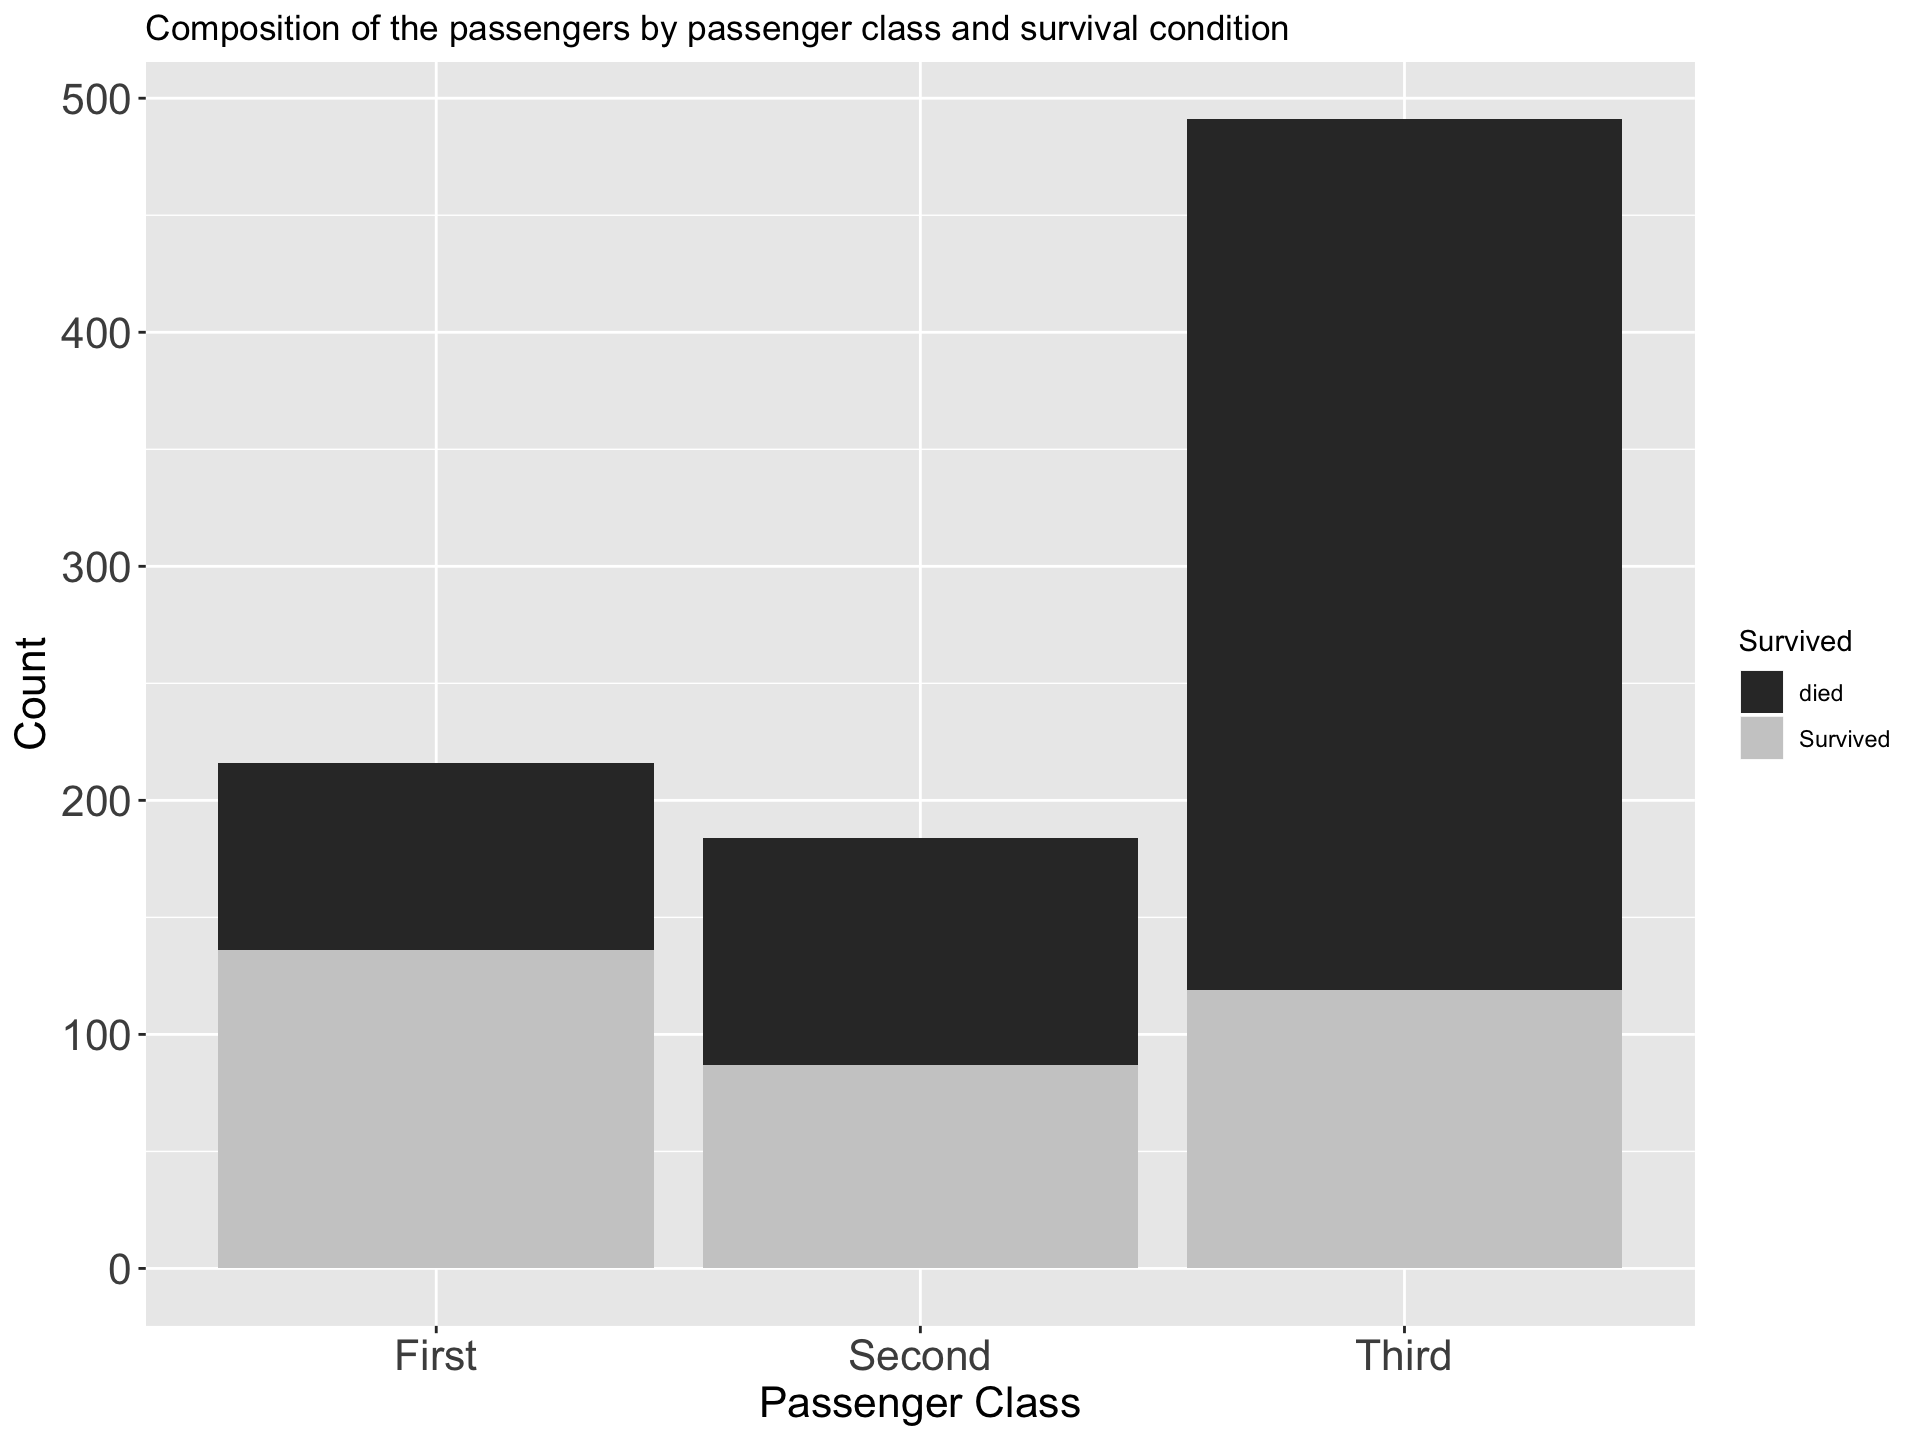 Composition of the passengers by passenger class and survival condition
500
400
300
200
100
0
Count
First
Second
Third
Passenger Class
Survived
died
Survived